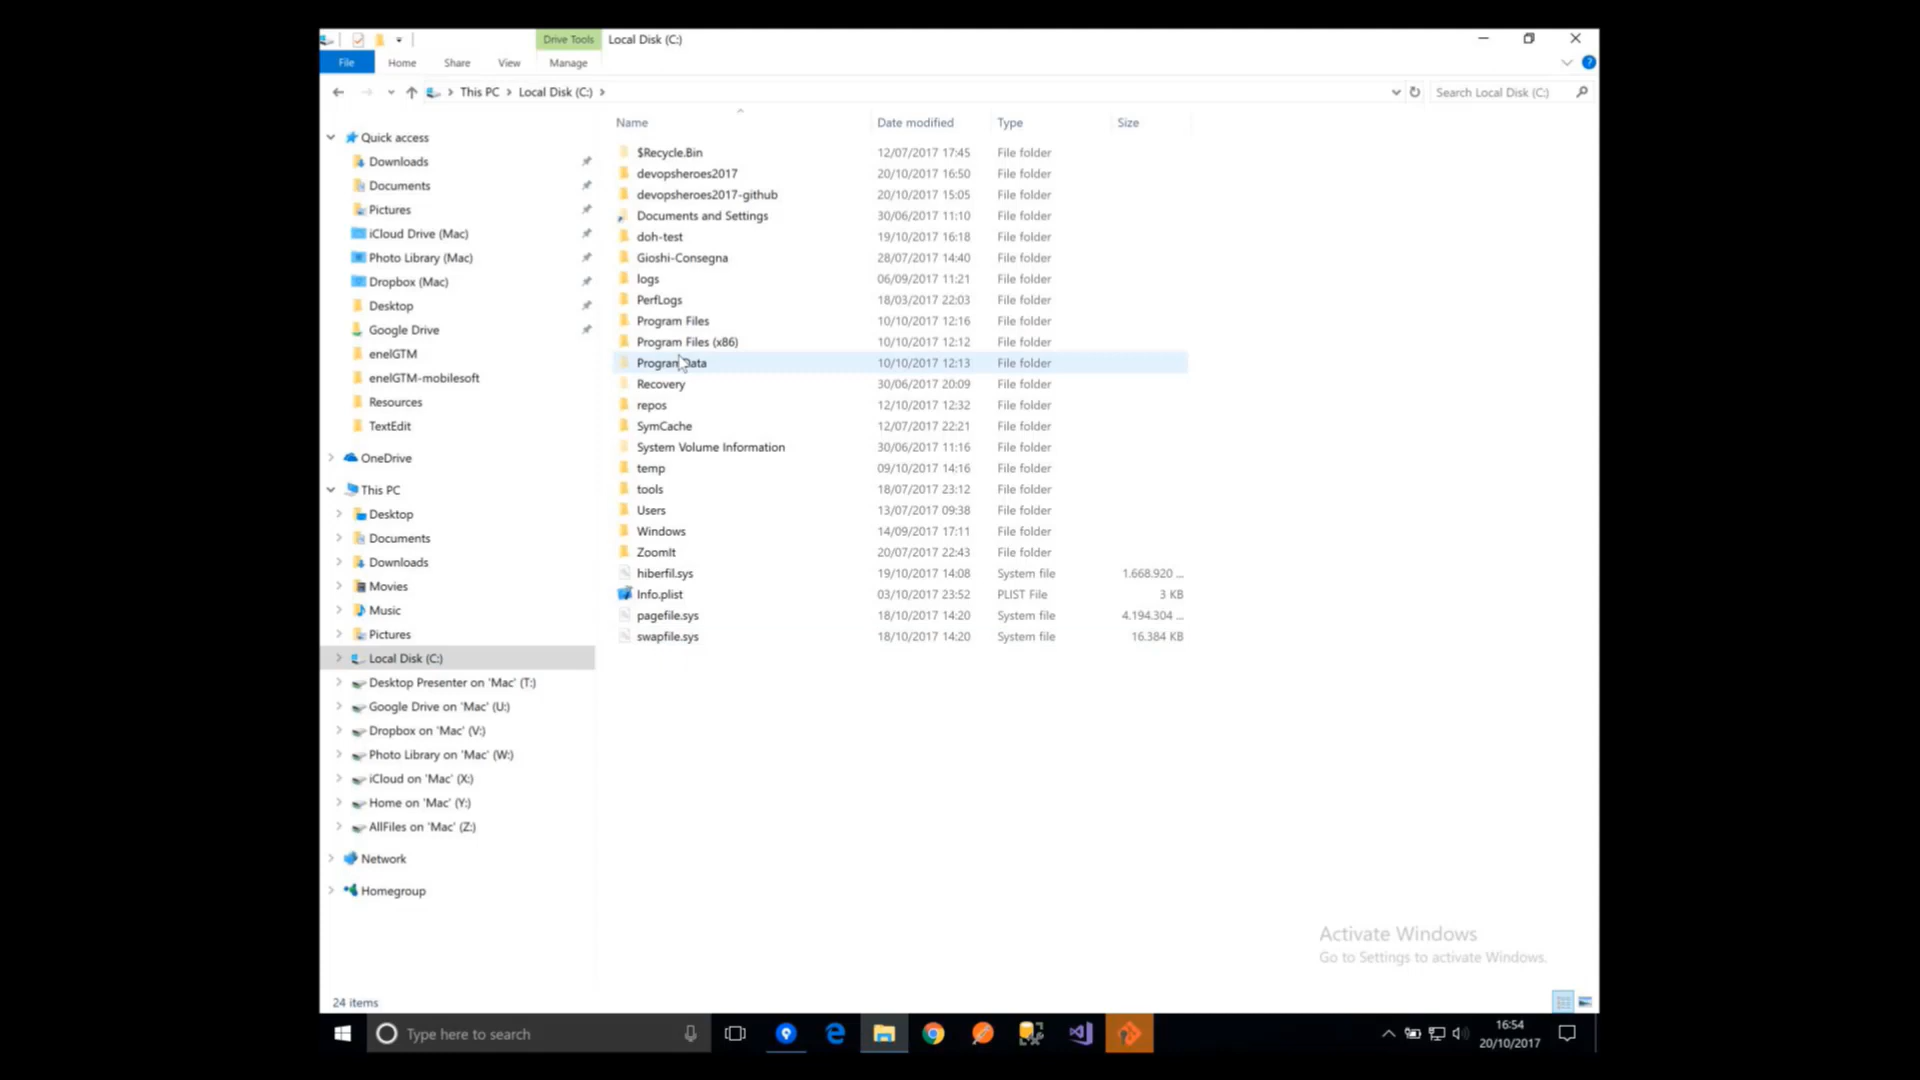 Drive Tools Local Disk (C:)
File Home Share View Manage
This PC Local Disk (C:) Search Local Disk (C:)
Name Date modified Type Size
Quick access
Downloads
Documents
Pictures
iCloud Drive (Mac)
Photo Library (Mac)
Dropbox (Mac)
Desktop
Google Drive
enelGTM
enelGTM-mobilesoft
Resources
TextEdit
OneDrive
This PC
Desktop
Documents
Downloads
Movies
Music
Pictures
Local Disk (C:)
Desktop Presenter on 'Mac' (T:)
Google Drive on 'Mac' (U:)
Dropbox on 'Mac' (V:)
Photo Library on 'Mac' (W:)
iCloud on 'Mac' (X:)
Home on 'Mac' (Y:)
AllFiles on 'Mac' (Z:)
Network
Homegroup
$Recycle.Bin 12/07/2017 17:45 File folder
devopsheroes2017 20/10/2017 16:50 File folder
devopsheroes2017-github 20/10/2017 15:05 File folder
Documents and Settings 30/06/2017 11:10 File folder
doh-test 19/10/2017 16:18 File folder
Gioshi-Consegna 28/07/2017 14:40 File folder
logs 06/09/2017 11:21 File folder
PerfLogs 18/03/2017 22:03 File folder
Program Files 10/10/2017 12:16 File folder
Program Files (x86) 10/10/2017 12:12 File folder
ProgramData 10/10/2017 12:13 File folder
Recovery 30/06/2017 20:09 File folder
repos 12/10/2017 12:32 File folder
SymCache 12/07/2017 22:21 File folder
System Volume Information 30/06/2017 11:16 File folder
temp 09/10/2017 14:16 File folder
tools 18/07/2017 23:12 File folder
Users 13/07/2017 09:38 File folder
Windows 14/09/2017 17:11 File folder
ZoomIt 20/07/2017 22:43 File folder
hiberfil.sys 19/10/2017 14:08 System file 1.668.920 ...
Info.plist 03/10/2017 23:52 PLIST File 3 KB
pagefile.sys 18/10/2017 14:20 System file 4.194.304 ...
swapfile.sys 18/10/2017 14:20 System file 16.384 KB
Activate Windows
Go to Settings to activate Windows.
24 items
Type here to search
16:54
20/10/2017